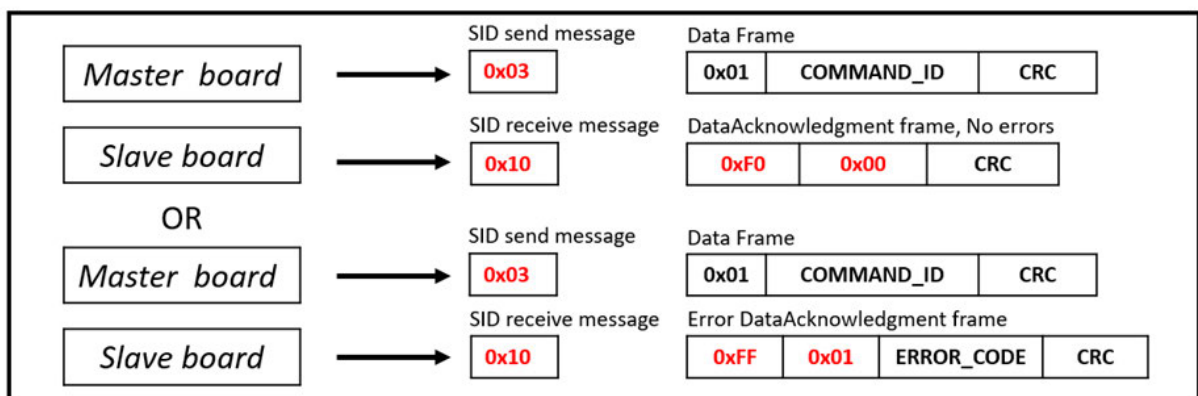 SID send message Data Frame
Master board 0x03 0x01 COMMAND_ID CRC
SID receive message DataAcknowledgment frame, No errors
Slave board 0x10 0xF0 0x00 CRC
OR
SID send message Data Frame
Master board 0x03 0x01 COMMAND_ID CRC
SID receive message Error DataAcknowledgment frame
Slave board 0x10 0xFF 0x01 ERROR_CODE CRC